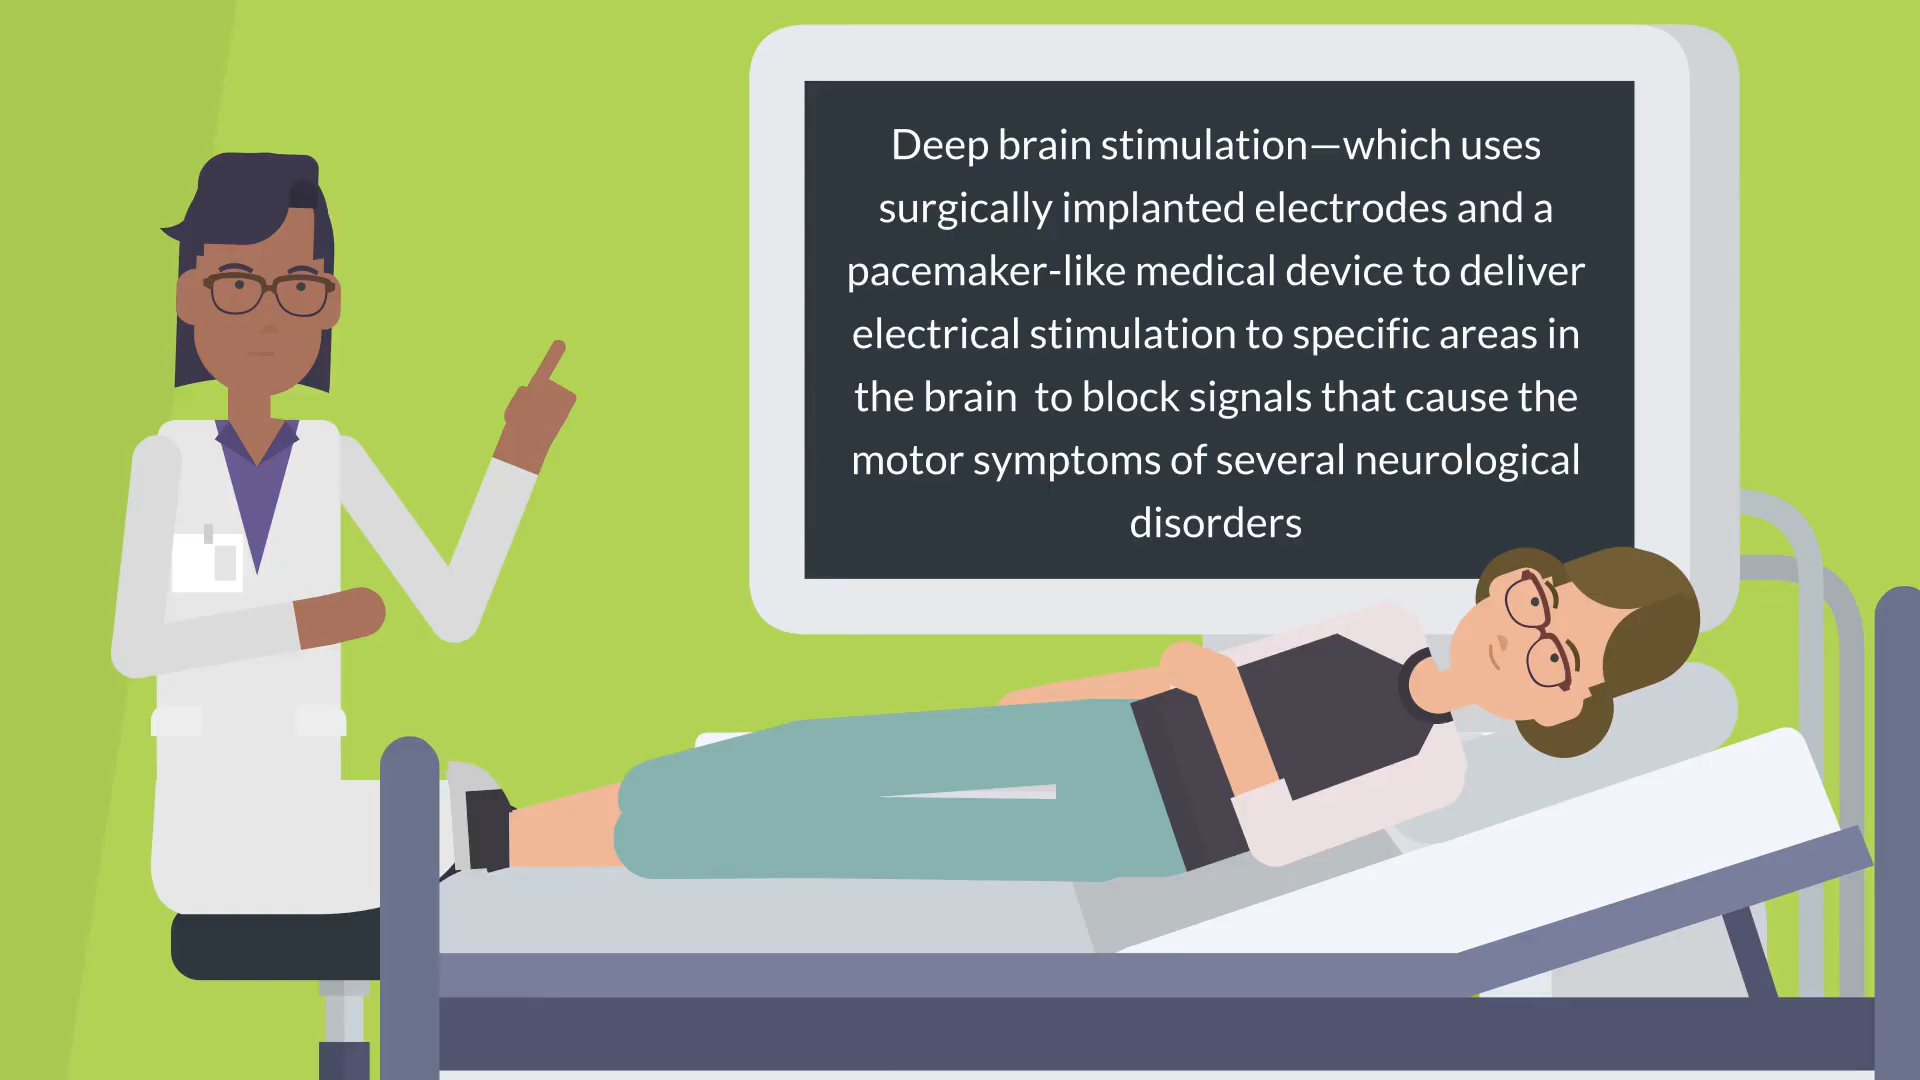 Deep brain stimulation—which uses
surgically implanted electrodes and a
pacemaker-like medical device to deliver
electrical stimulation to specific areas in
the brain  to block signals that cause the
motor symptoms of several neurological
disorders